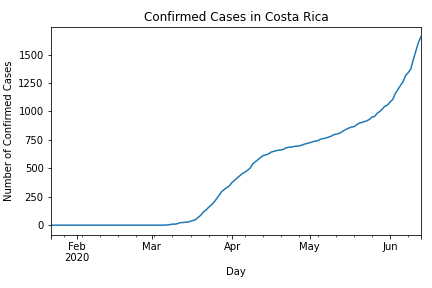 Confirmed Cases in Costa Rica
Number of Confirmed Cases
1500
1250
1000
750
500
250
0
Feb Mar Apr May Jun
2020
Day